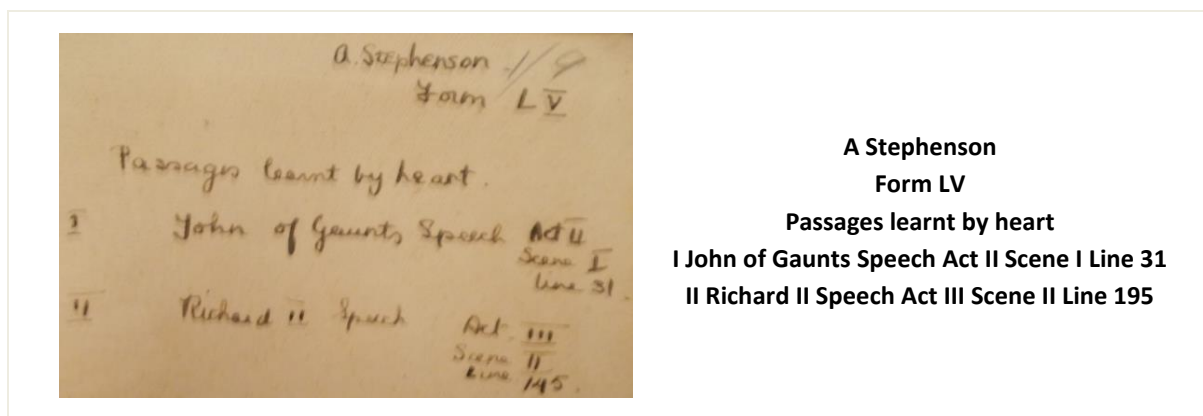 A. Stephenson 1/9
Form LV
Passages learnt by heart.
I John of Gaunts Speech Act II
Scene I
Line 31.
II Richard II Speech Act III
Scene II
Line 145.
A Stephenson
Form LV
Passages learnt by heart
I John of Gaunts Speech Act II Scene I Line 31
II Richard II Speech Act III Scene II Line 195